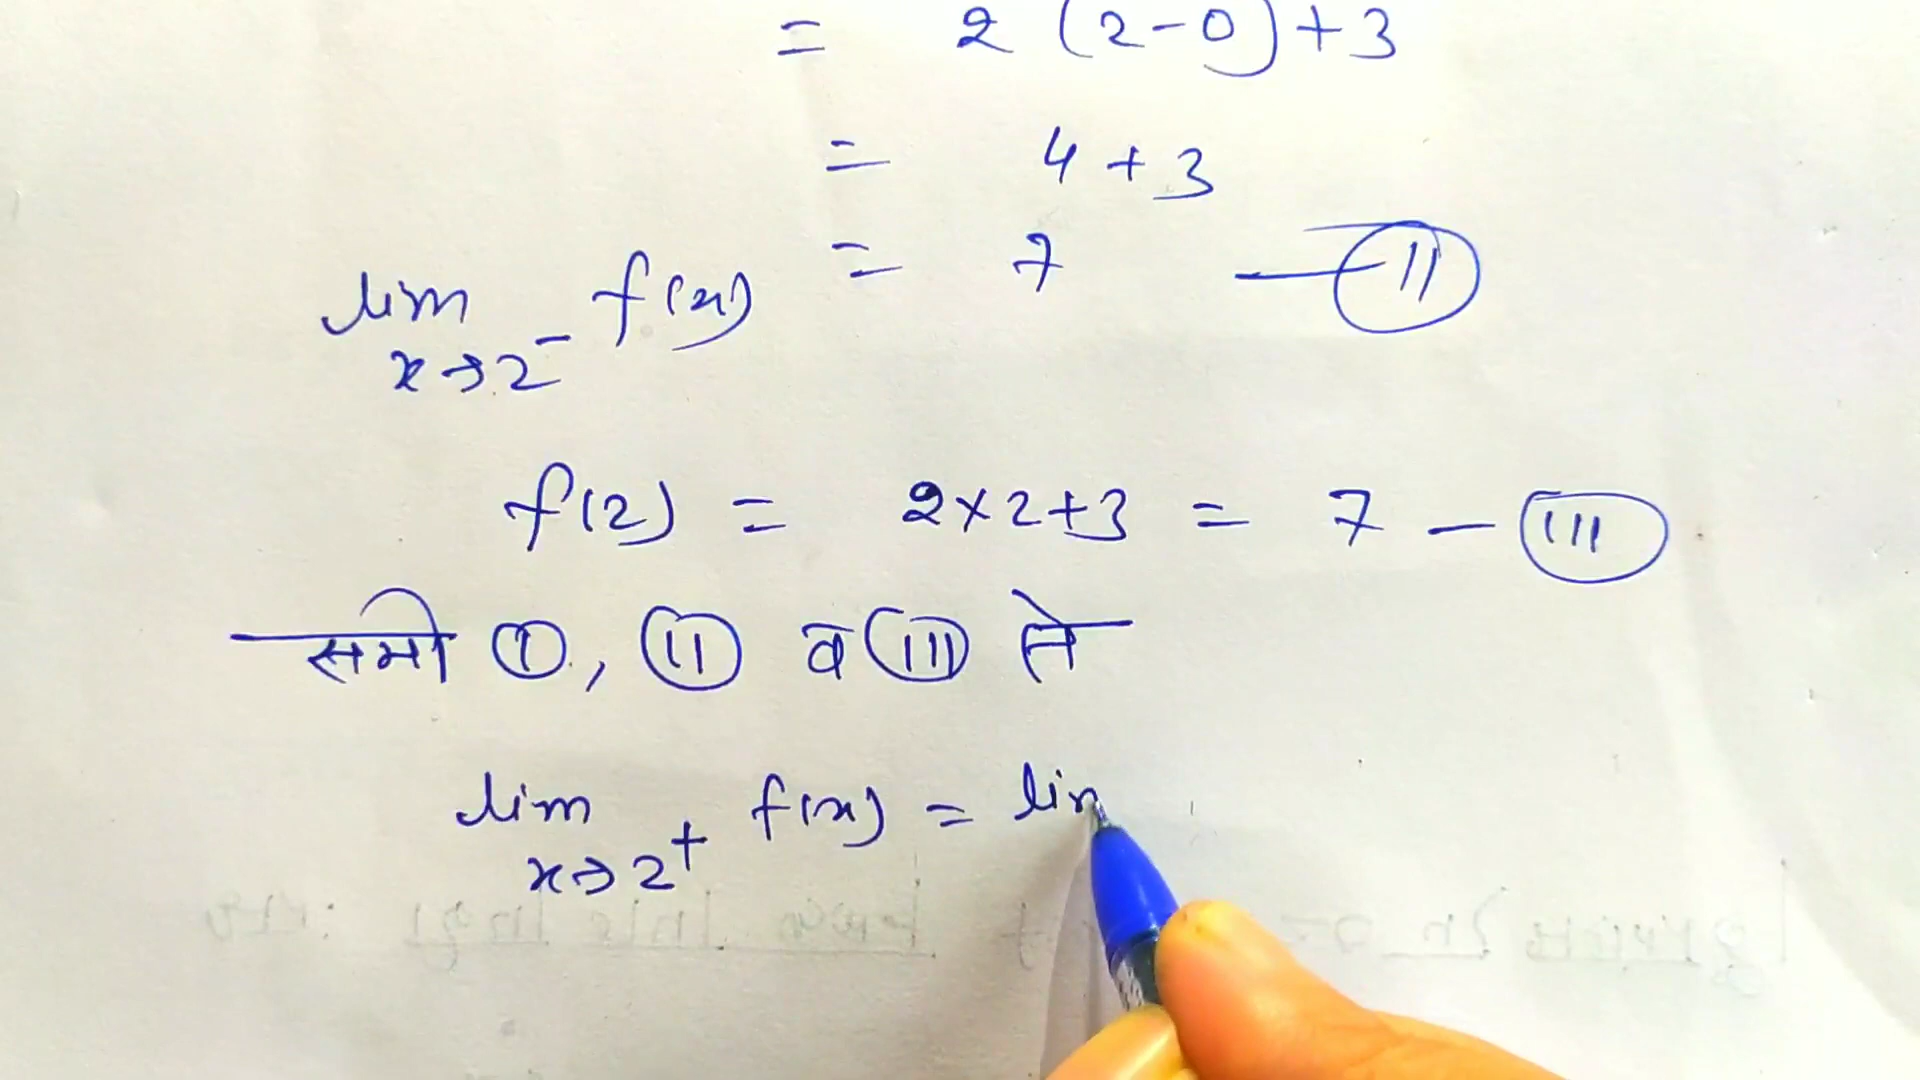 = 2 (2-0)+3
= 4 + 3
lim x→2⁻ f(x) = 7 — II
f(2) = 2×2+3 = 7 — III
समी I, II व III से
lim x→2⁺ f(x) = lim